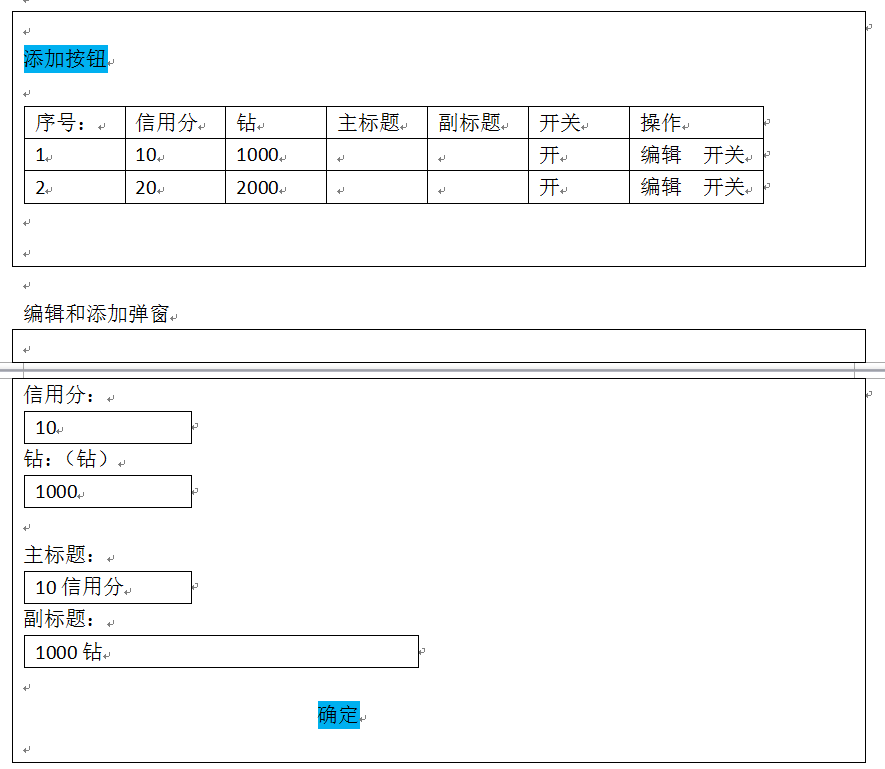 添加按钮
序号： 信用分 钻 主标题 副标题 开关 操作
1 10 1000 开 编辑 开关
2 20 2000 开 编辑 开关
编辑和添加弹窗
信用分：
10
钻：（钻）
1000
主标题：
10 信用分
副标题：
1000 钻
确定